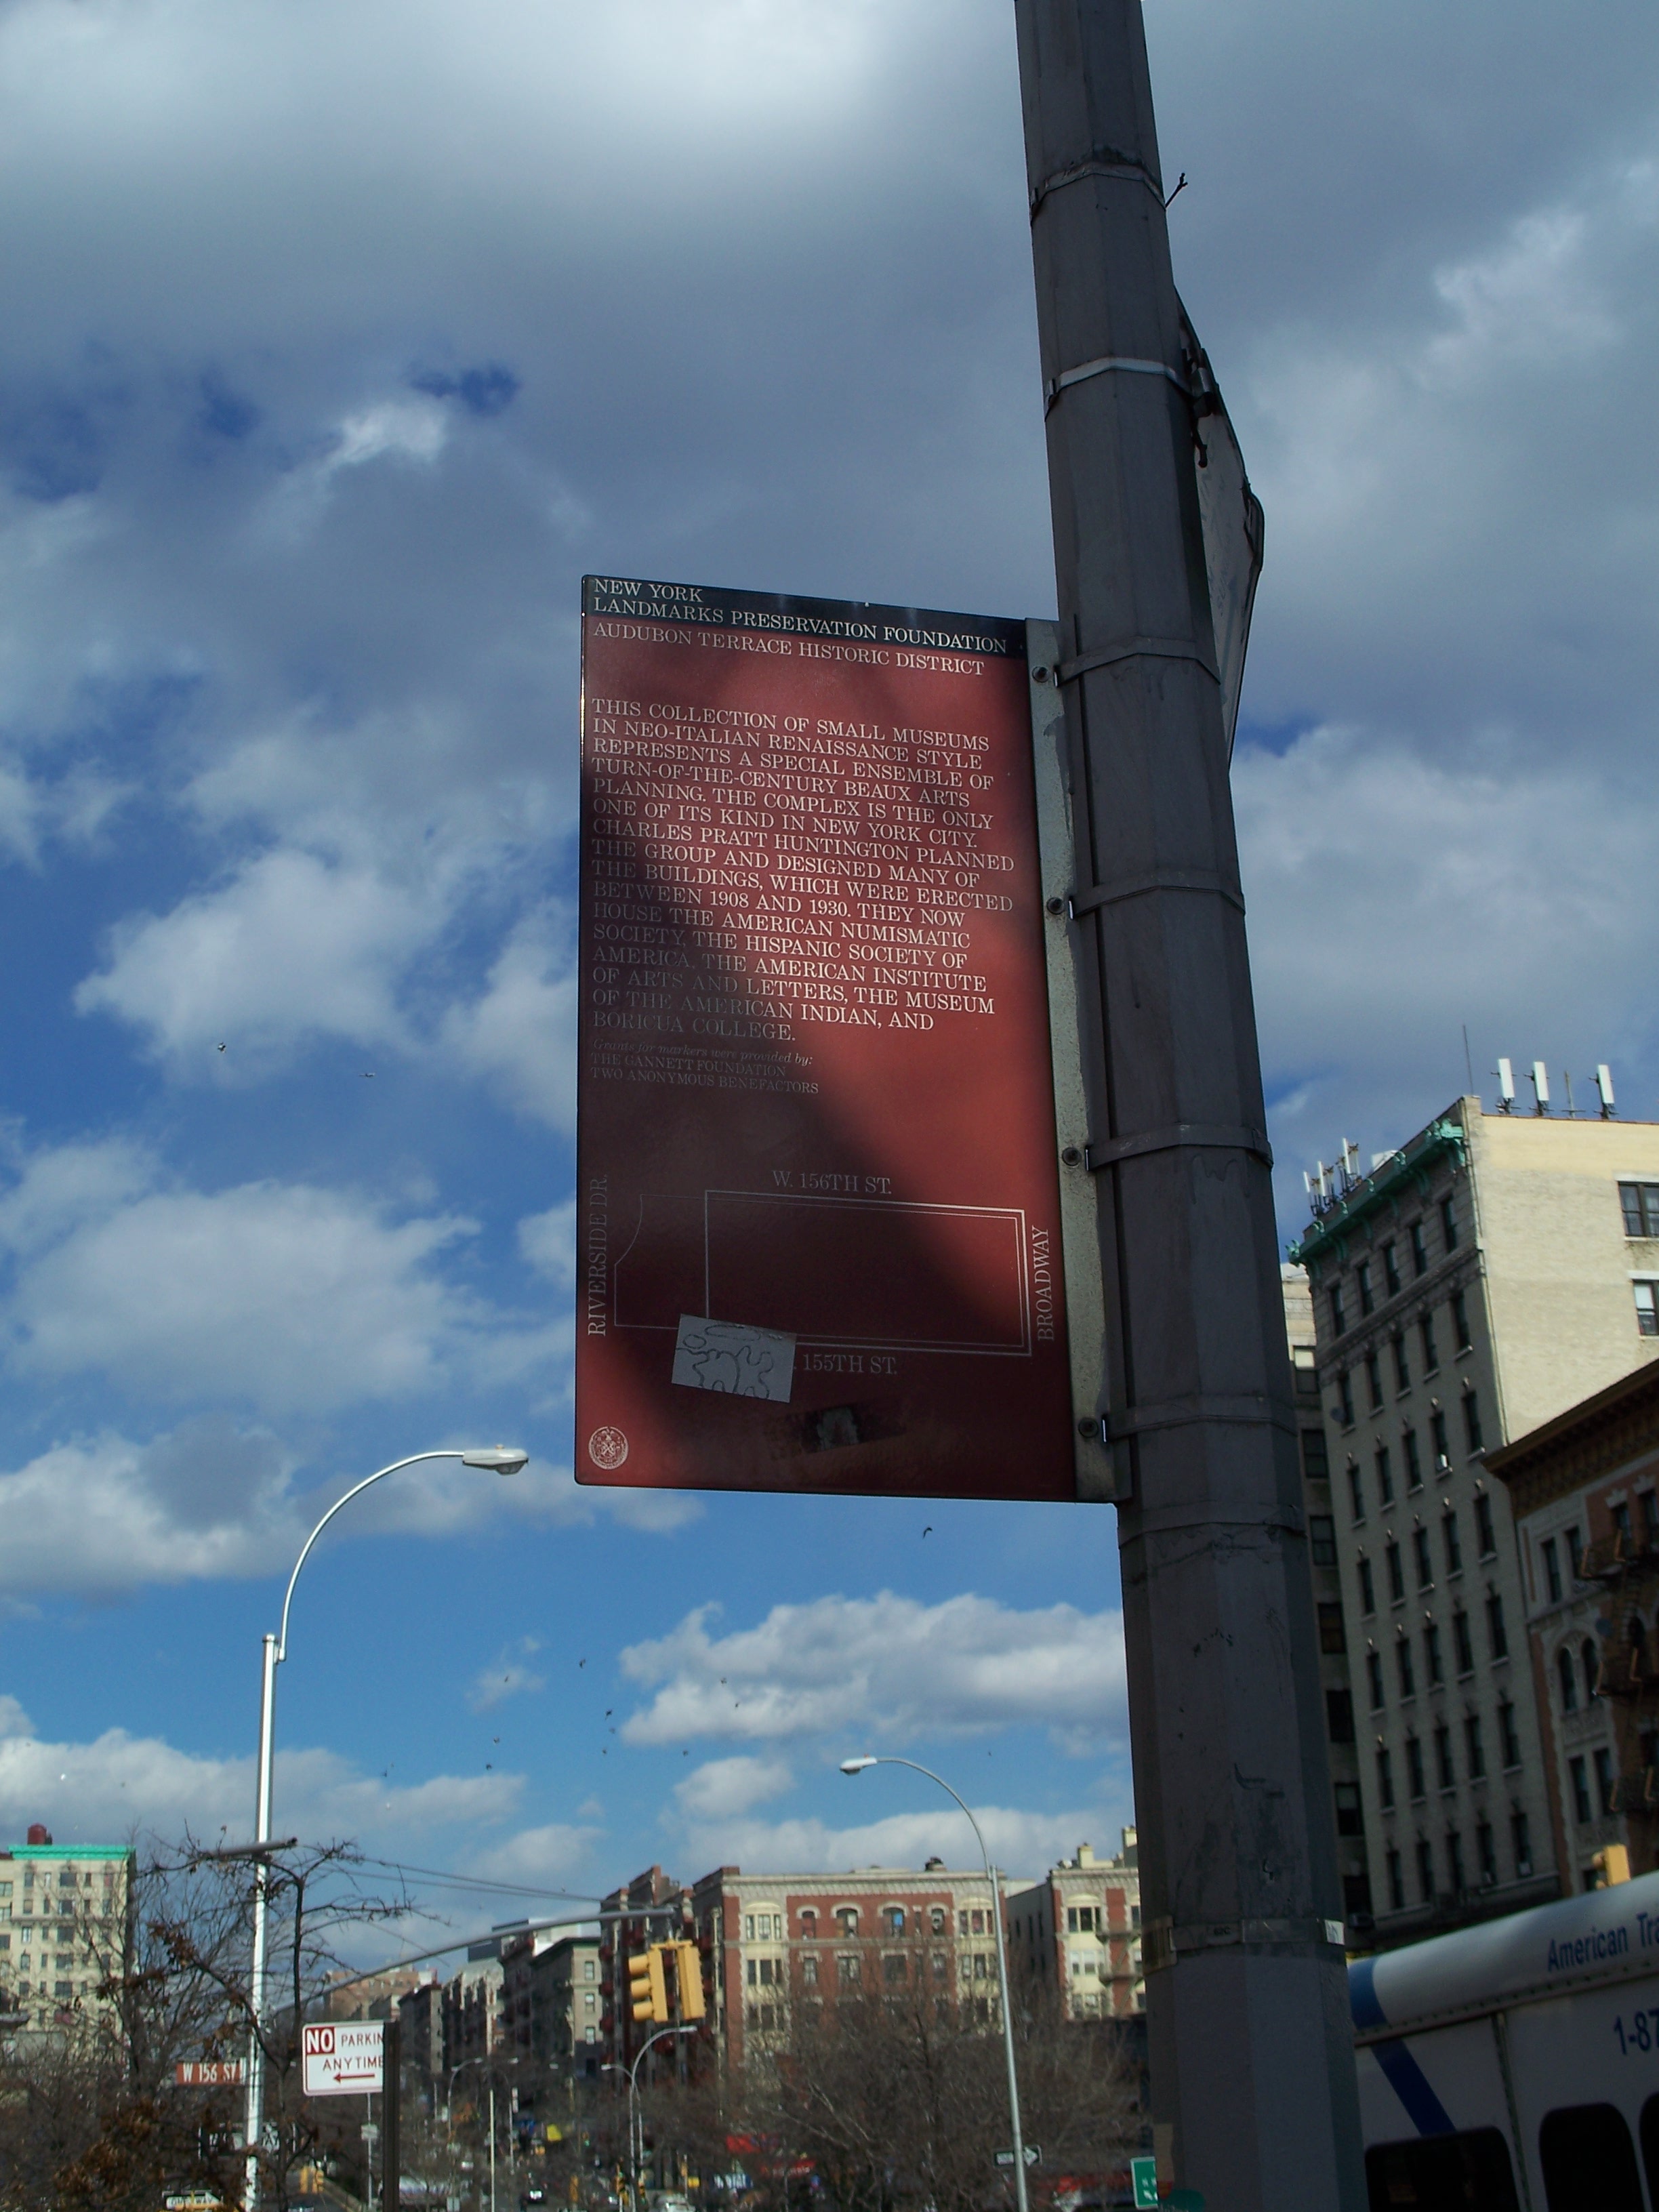 NEW YORK
LANDMARKS PRESERVATION FOUNDATION
AUDUBON TERRACE HISTORIC DISTRICT
THIS COLLECTION OF SMALL MUSEUMS
IN NEO-ITALIAN RENAISSANCE STYLE
REPRESENTS A SPECIAL ENSEMBLE OF
TURN-OF-THE-CENTURY BEAUX ARTS
PLANNING. THE COMPLEX IS THE ONLY
ONE OF ITS KIND IN NEW YORK CITY.
CHARLES PRATT HUNTINGTON PLANNED
THE GROUP AND DESIGNED MANY OF
THE BUILDINGS, WHICH WERE ERECTED
BETWEEN 1908 AND 1930. THEY NOW
HOUSE THE AMERICAN NUMISMATIC
SOCIETY, THE HISPANIC SOCIETY OF
AMERICA, THE AMERICAN INSTITUTE
OF ARTS AND LETTERS, THE MUSEUM
OF THE AMERICAN INDIAN, AND
BORICUA COLLEGE.
Grants for markers were provided by:
THE GANNETT FOUNDATION
TWO ANONYMOUS BENEFACTORS
W. 156TH ST.
RIVERSIDE DR.
BROADWAY
155TH ST.
American Tra
1-87
NO PARKIN
ANYTIME
W 156 ST